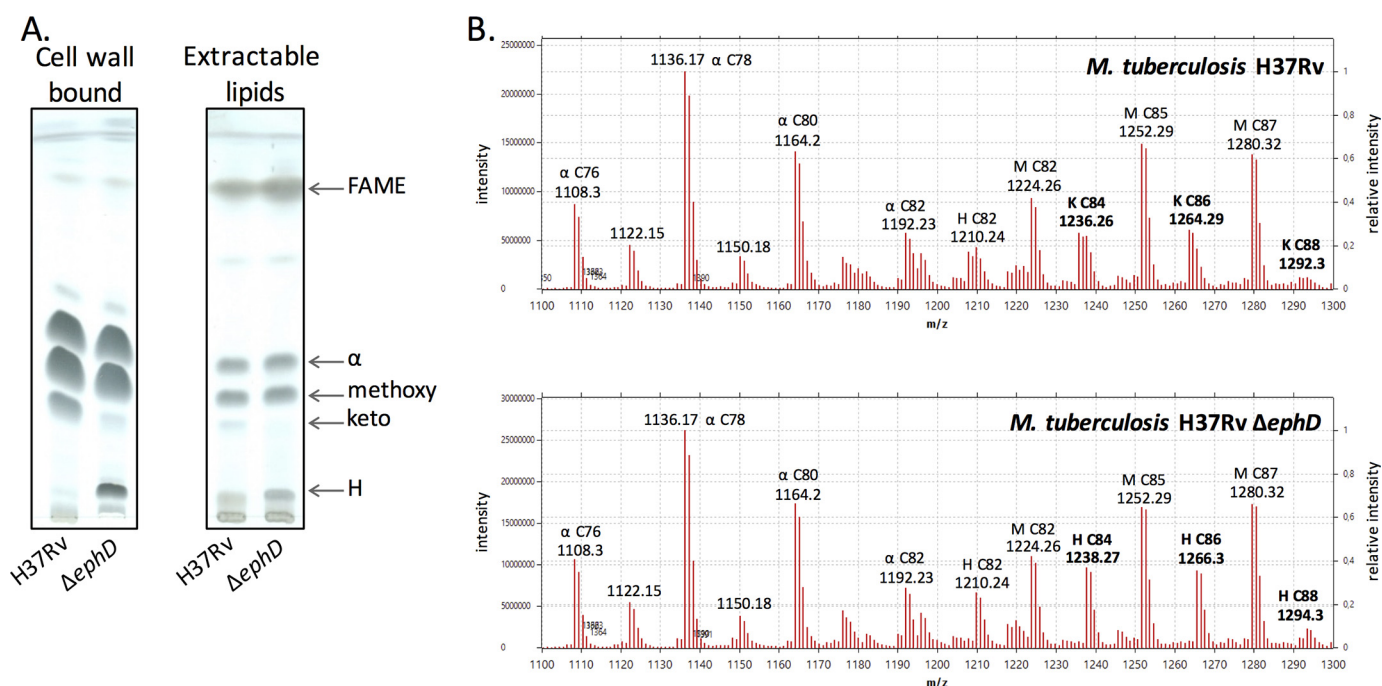 A.
Cell wall
bound
Extractable
lipids
FAME
α
methoxy
keto
H
H37Rv
ΔephD
H37Rv
ΔephD
B.
M. tuberculosis H37Rv
intensity
25000000
20000000
15000000
10000000
5000000
0
α C76
1108.3
1122.15
1136.17 α C78
1150.18
α C80
1164.2
α C82
1192.23
H C82
1210.24
M C82
1224.26
K C84
1236.26
M C85
1252.29
K C86
1264.29
M C87
1280.32
K C88
1292.3
1
0,8
0,6
0,4
0,2
0
relative intensity
1100 1110 1120 1130 1140 1150 1160 1170 1180 1190 1200 1210 1220 1230 1240 1250 1260 1270 1280 1290 1300
m/z
M. tuberculosis H37Rv ΔephD
intensity
30000000
25000000
20000000
15000000
10000000
5000000
0
α C76
1108.3
1122.15
1136.17 α C78
1150.18
α C80
1164.2
α C82
1192.23
H C82
1210.24
M C82
1224.26
H C84
1238.27
M C85
1252.29
H C86
1266.3
M C87
1280.32
H C88
1294.3
1
0,8
0,6
0,4
0,2
0
relative intensity
1100 1110 1120 1130 1140 1150 1160 1170 1180 1190 1200 1210 1220 1230 1240 1250 1260 1270 1280 1290 1300
m/z